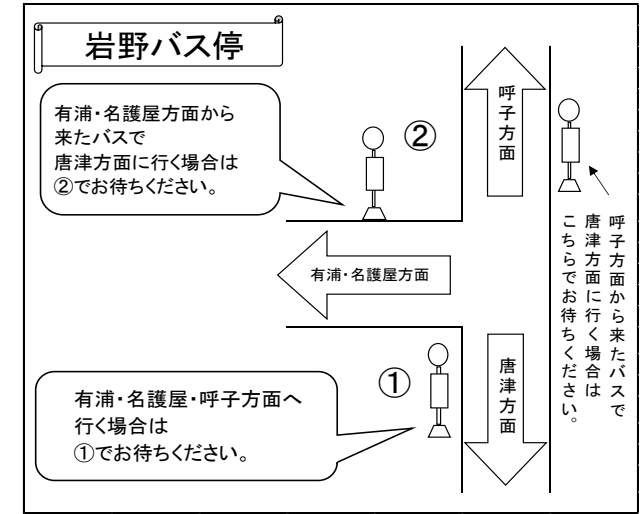 岩野バス停
有浦・名護屋方面から
来たバスで
唐津方面に行く場合は
②でお待ちください。
②
呼子方面
呼子方面から来たバスで
唐津方面に行く場合は
こちらでお待ちください。
有浦・名護屋方面
①
唐津方面
有浦・名護屋・呼子方面へ
行く場合は
①でお待ちください。